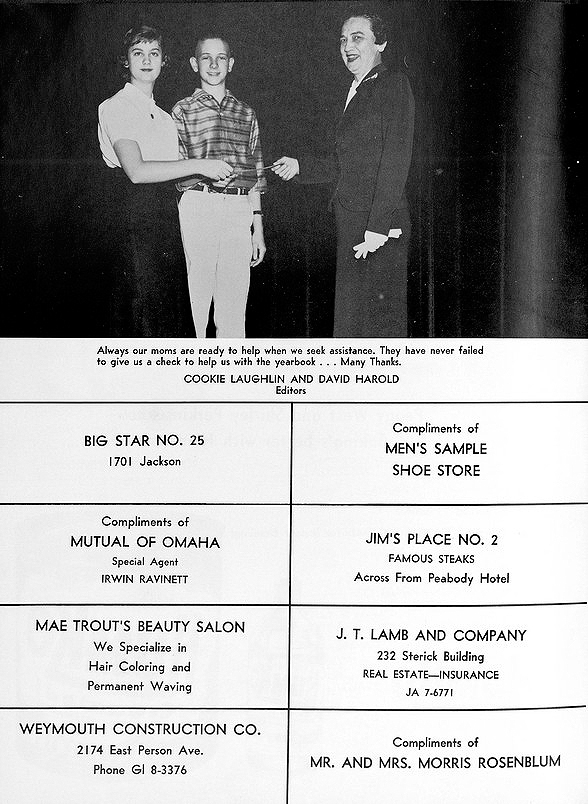 Always our moms are ready to help when we seek assistance. They have never failed
to give us a check to help us with the yearbook . . . Many Thanks.
COOKIE LAUGHLIN AND DAVID HAROLD
Editors
BIG STAR NO. 25
1701 Jackson
Compliments of
MEN'S SAMPLE
SHOE STORE
Compliments of
MUTUAL OF OMAHA
Special Agent
IRWIN RAVINETT
JIM'S PLACE NO. 2
FAMOUS STEAKS
Across From Peabody Hotel
MAE TROUT'S BEAUTY SALON
We Specialize in
Hair Coloring and
Permanent Waving
J. T. LAMB AND COMPANY
232 Sterick Building
REAL ESTATE—INSURANCE
JA 7-6771
WEYMOUTH CONSTRUCTION CO.
2174 East Person Ave.
Phone Gl 8-3376
Compliments of
MR. AND MRS. MORRIS ROSENBLUM